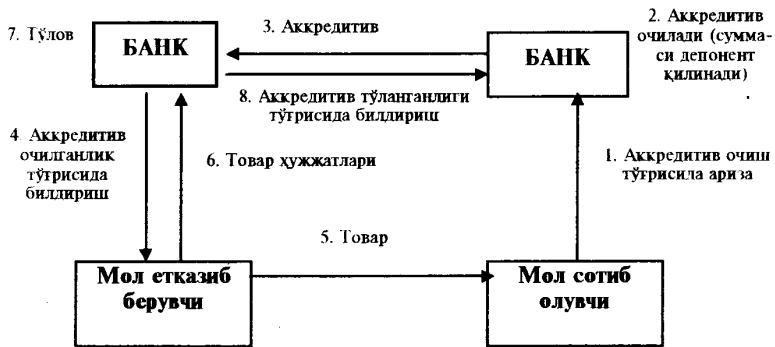 7. Тўлов
БАНК
3. Аккредитив
БАНК
2. Аккредитив
очилади (сумма-
си депонент
қилинади)
8. Аккредитив тўланганлиги
тўғрисида билдириш
4. Аккредитив
очилганлик
тўғрисида
билдириш
6. Товар ҳужжатлари
1. Аккредитив очиш
тўғрисила ариза
5. Товар
Мол етказиб
берувчи
Мол сотиб
олувчи